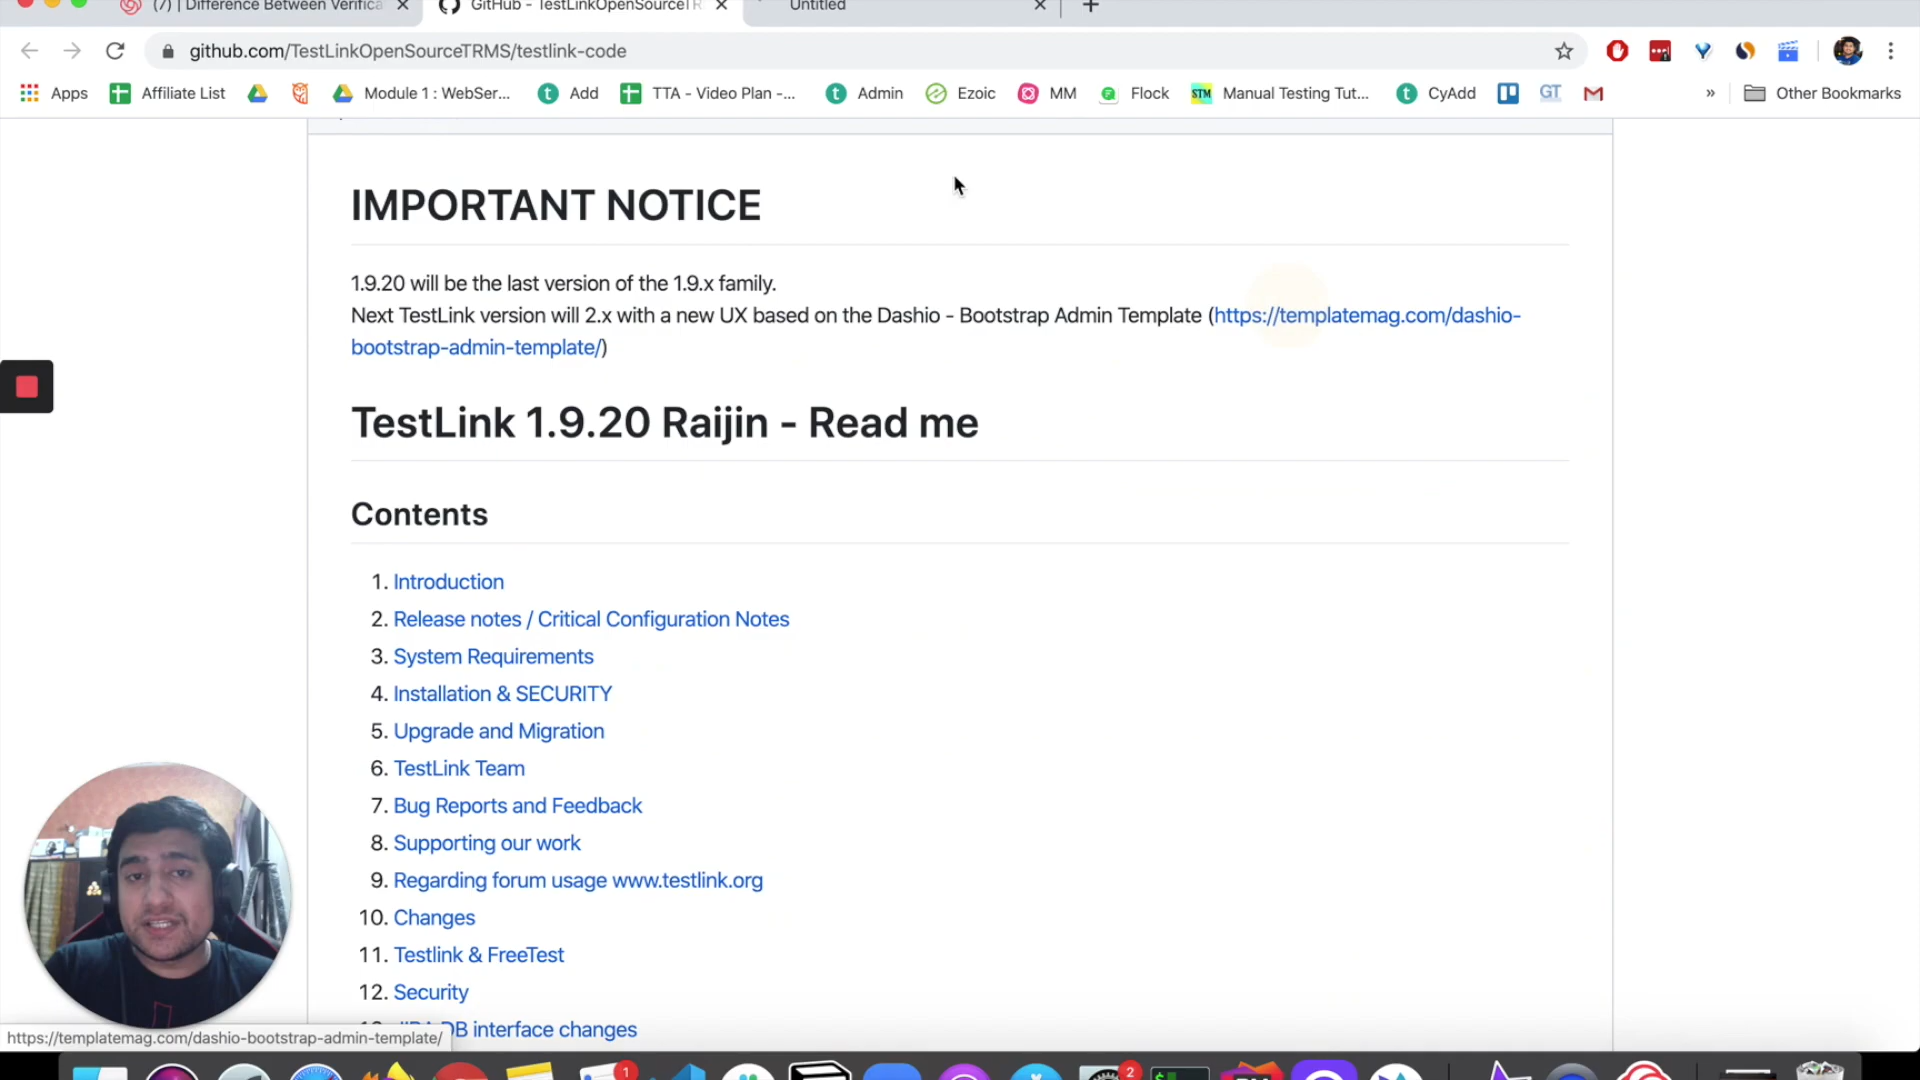 (7) | Difference Between Verifica
GitHub - TestLinkOpenSourceTR
Untitled
github.com/TestLinkOpenSourceTRMS/testlink-code
Apps
Affiliate List
Module 1 : WebSer...
Add
TTA - Video Plan -...
Admin
Ezoic
MM
Flock
STM
Manual Testing Tut...
CyAdd
GT
»
Other Bookmarks
IMPORTANT NOTICE
1.9.20 will be the last version of the 1.9.x family.
Next TestLink version will 2.x with a new UX based on the Dashio - Bootstrap Admin Template (https://templatemag.com/dashio-
bootstrap-admin-template/)
TestLink 1.9.20 Raijin - Read me
Contents
1. Introduction
2. Release notes / Critical Configuration Notes
3. System Requirements
4. Installation & SECURITY
5. Upgrade and Migration
6. TestLink Team
7. Bug Reports and Feedback
8. Supporting our work
9. Regarding forum usage www.testlink.org
10. Changes
11. Testlink & FreeTest
12. Security
DB interface changes
https://templatemag.com/dashio-bootstrap-admin-template/
1
2